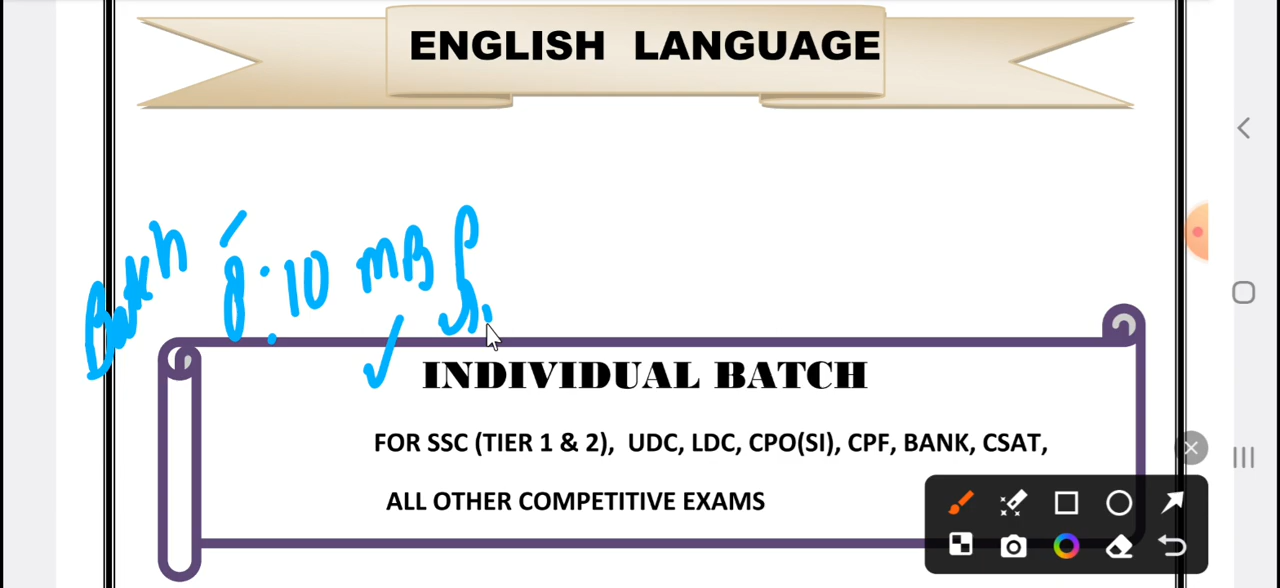 ENGLISH LANGUAGE
Batch 8:10
INDIVIDUAL BATCH
FOR SSC (TIER 1 & 2), UDC, LDC, CPO(SI), CPF, BANK, CSAT,
ALL OTHER COMPETITIVE EXAMS